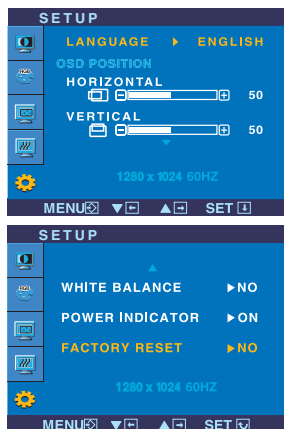 SETUP
LANGUAGE ▶ ENGLISH
OSD POSITION
HORIZONTAL
50
VERTICAL
50
1280 x 1024 60HZ
MENU ▼ ▲ SET
SETUP
WHITE BALANCE ▶NO
POWER INDICATOR ▶ON
FACTORY RESET ▶NO
1280 x 1024 60HZ
MENU ▼ ▲ SET